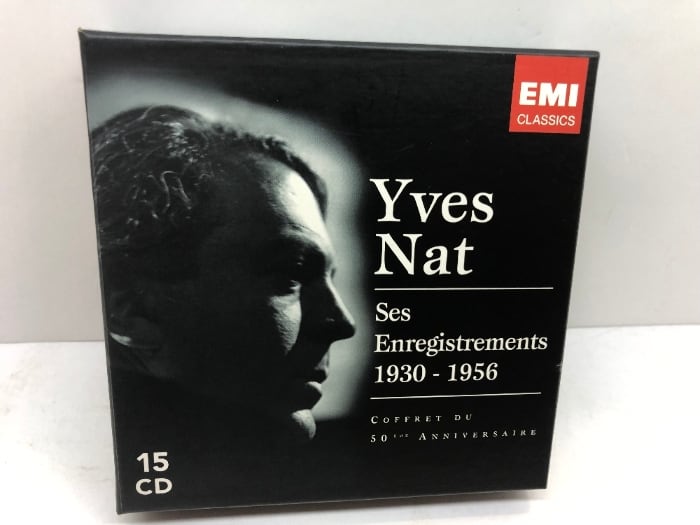 EMI
CLASSICS
Yves
Nat
Ses
Enregistrements
1930 - 1956
COFFRET DU
50ème ANNIVERSAIRE
15
CD